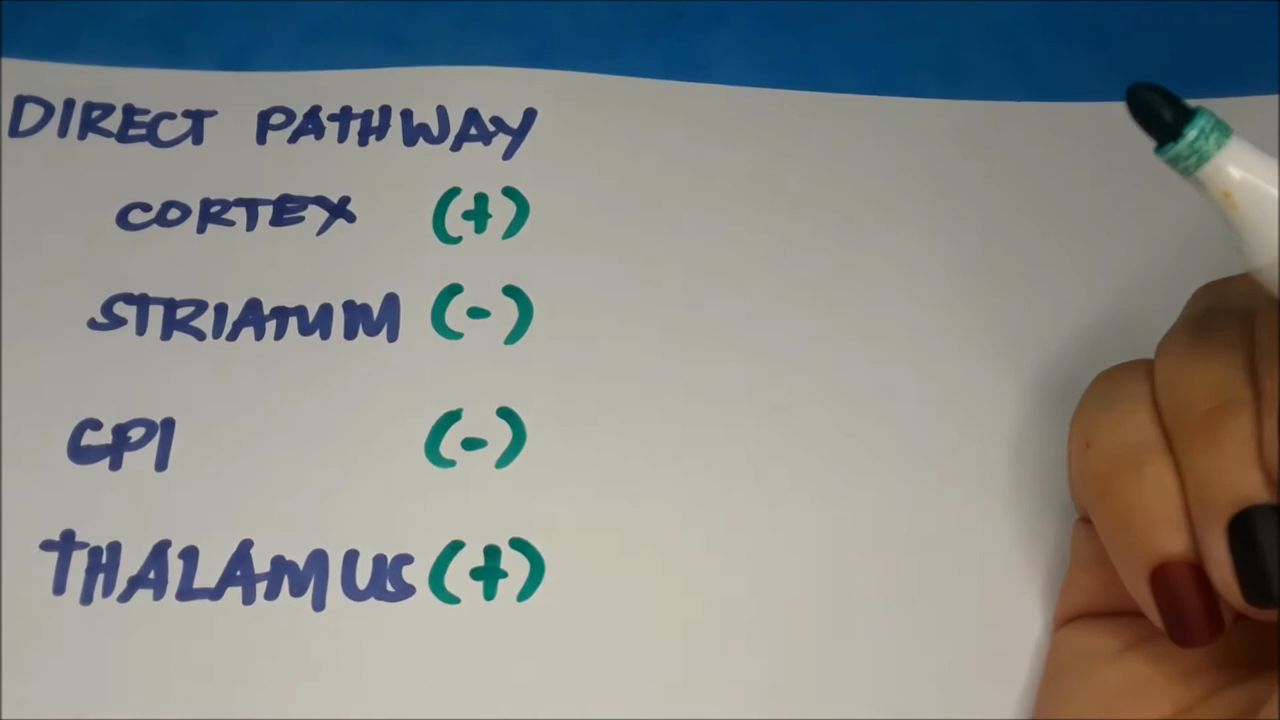 DIRECT PATHWAY
CORTEX (+)
STRIATUM (-)
GPI (-)
THALAMUS (+)